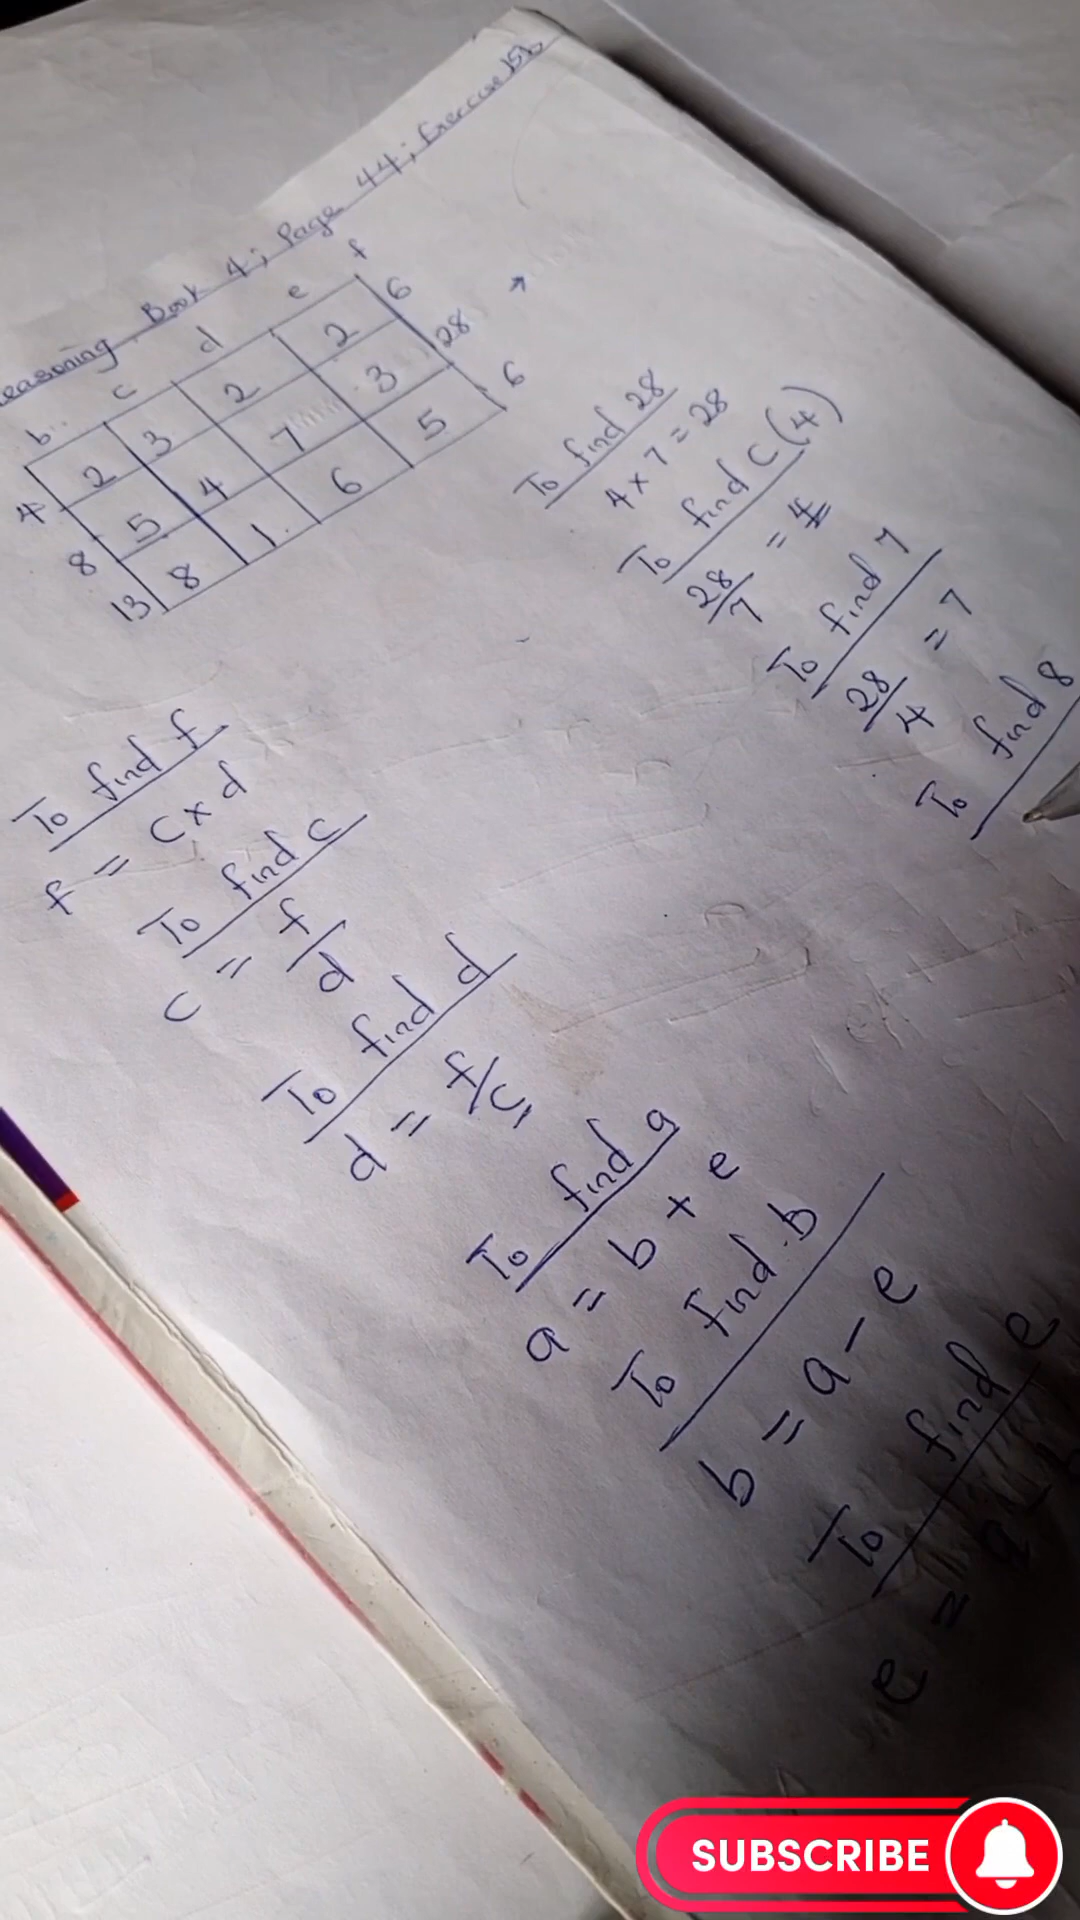 easoning Book 4; Page 44; Exercise 15b
b c d e f
4 2 3 2 2 6
8 5 4 7 3 28
13 8 1 6 5 6
To find f
f = c x d
To find c
c = f/d
To find d
d = f/c
To find a
a = b + e
To Find B
b = a - e
To find e
e = a
To find 28
4 x 7 = 28
To find c (4)
28/7 = 4
To find 7
28/4 = 7
To find 8
SUBSCRIBE